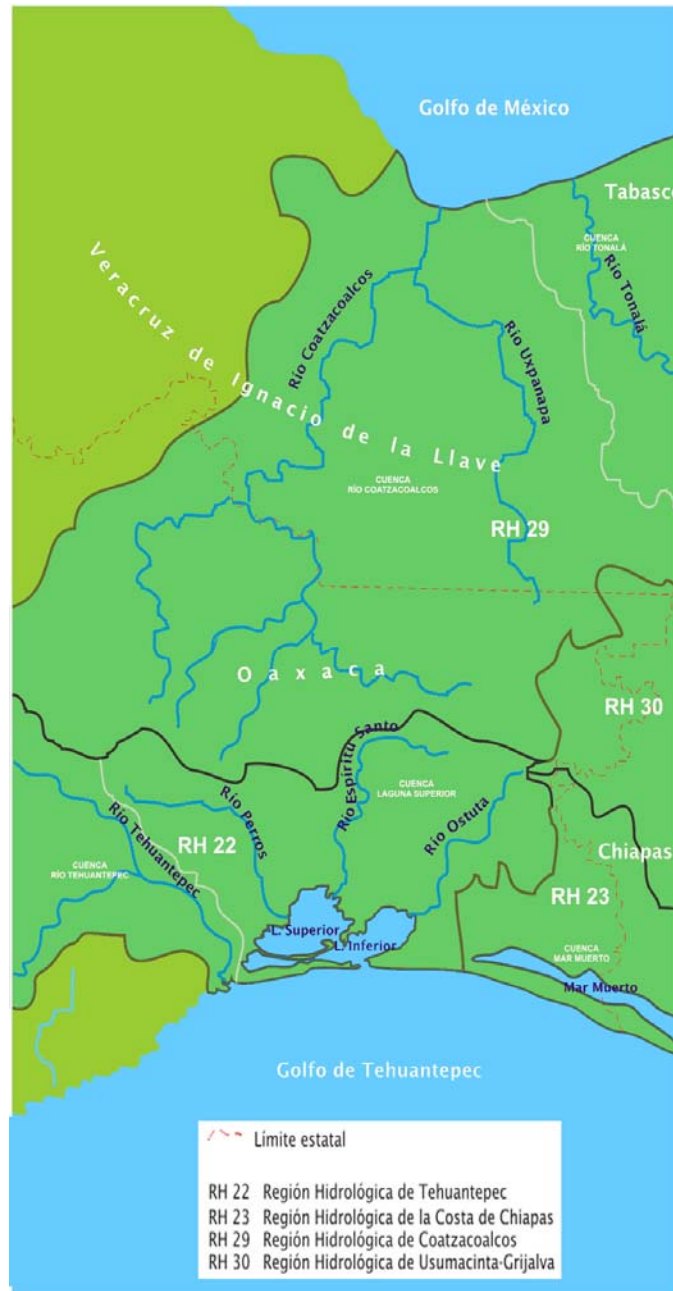 Golfo de México
Tabasco
CUENCA
RÍO TONALÁ
Río Tonalá
Río Coatzacoalcos
Río Uxpanapa
Veracruz de Ignacio de la Llave
CUENCA
RÍO COATZACOALCOS
RH 29
Oaxaca
RH 30
Río Espíritu Santo
CUENCA
LAGUNA SUPERIOR
Río Perros
Río Ostuta
Río Tehuantepec
RH 22
Chiapas
CUENCA
RÍO TEHUANTEPEC
RH 23
L. Superior
L. Inferior
CUENCA
MAR MUERTO
Mar Muerto
Golfo de Tehuantepec
Límite estatal
RH 22 Región Hidrológica de Tehuantepec
RH 23 Región Hidrológica de la Costa de Chiapas
RH 29 Región Hidrológica de Coatzacoalcos
RH 30 Región Hidrológica de Usumacinta-Grijalva